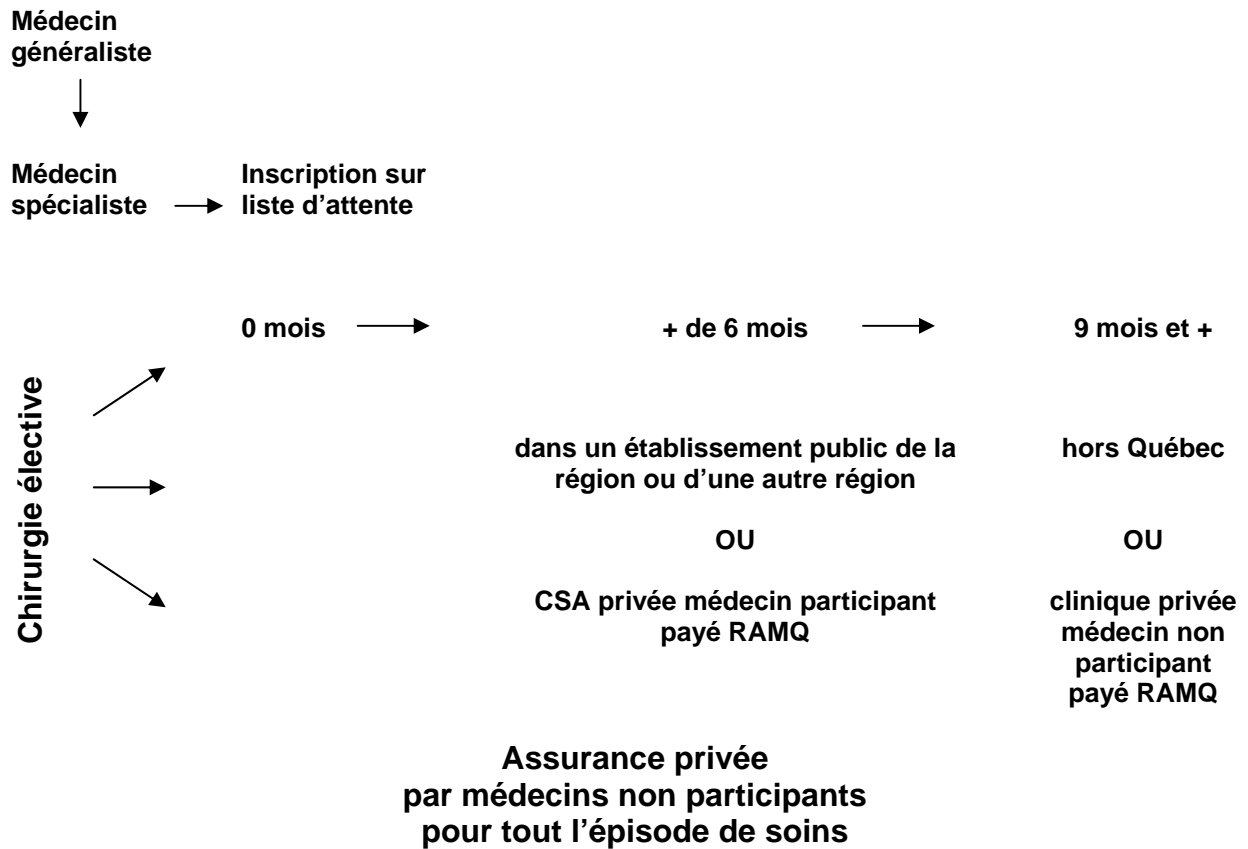 Médecin
généraliste
Médecin
spécialiste
Inscription sur
liste d’attente
0 mois
+ de 6 mois
9 mois et +
Chirurgie élective
dans un établissement public de la
région ou d’une autre région
OU
CSA privée médecin participant
payé RAMQ
hors Québec
OU
clinique privée
médecin non
participant
payé RAMQ
Assurance privée
par médecins non participants
pour tout l’épisode de soins